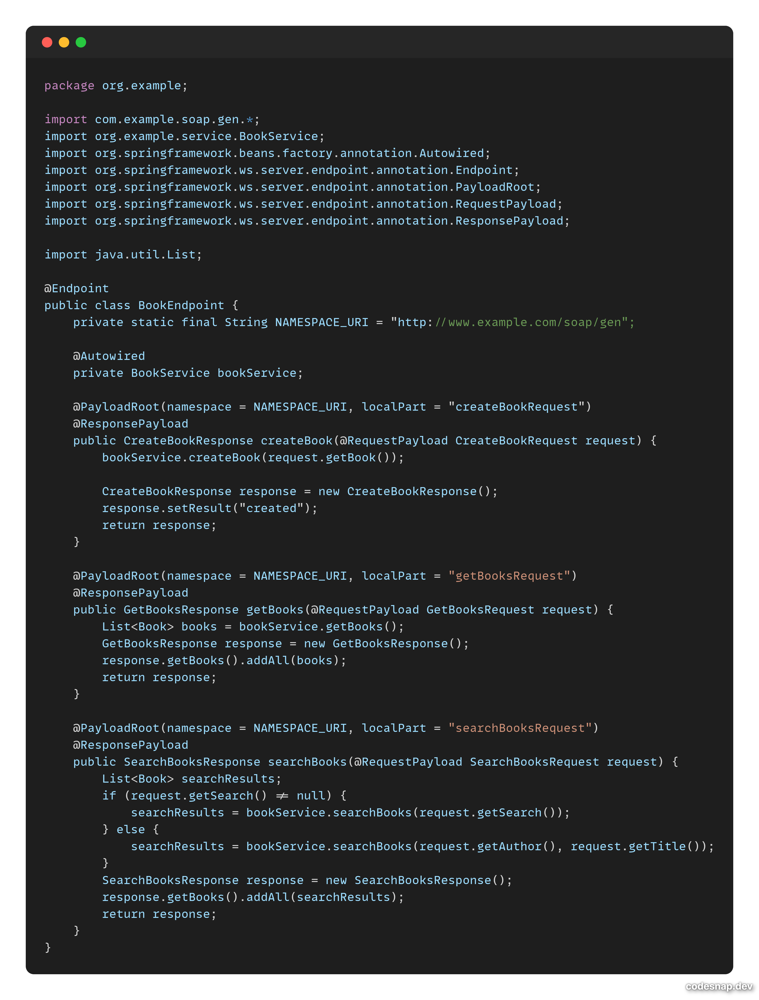 package org.example;

import com.example.soap.gen.*;
import org.example.service.BookService;
import org.springframework.beans.factory.annotation.Autowired;
import org.springframework.ws.server.endpoint.annotation.Endpoint;
import org.springframework.ws.server.endpoint.annotation.PayloadRoot;
import org.springframework.ws.server.endpoint.annotation.RequestPayload;
import org.springframework.ws.server.endpoint.annotation.ResponsePayload;

import java.util.List;

@Endpoint
public class BookEndpoint {
    private static final String NAMESPACE_URI = "http://www.example.com/soap/gen";

    @Autowired
    private BookService bookService;

    @PayloadRoot(namespace = NAMESPACE_URI, localPart = "createBookRequest")
    @ResponsePayload
    public CreateBookResponse createBook(@RequestPayload CreateBookRequest request) {
        bookService.createBook(request.getBook());

        CreateBookResponse response = new CreateBookResponse();
        response.setResult("created");
        return response;
    }

    @PayloadRoot(namespace = NAMESPACE_URI, localPart = "getBooksRequest")
    @ResponsePayload
    public GetBooksResponse getBooks(@RequestPayload GetBooksRequest request) {
        List<Book> books = bookService.getBooks();
        GetBooksResponse response = new GetBooksResponse();
        response.getBooks().addAll(books);
        return response;
    }

    @PayloadRoot(namespace = NAMESPACE_URI, localPart = "searchBooksRequest")
    @ResponsePayload
    public SearchBooksResponse searchBooks(@RequestPayload SearchBooksRequest request) {
        List<Book> searchResults;
        if (request.getSearch() != null) {
            searchResults = bookService.searchBooks(request.getSearch());
        } else {
            searchResults = bookService.searchBooks(request.getAuthor(), request.getTitle());
        }
        SearchBooksResponse response = new SearchBooksResponse();
        response.getBooks().addAll(searchResults);
        return response;
    }
}
codesnap.dev